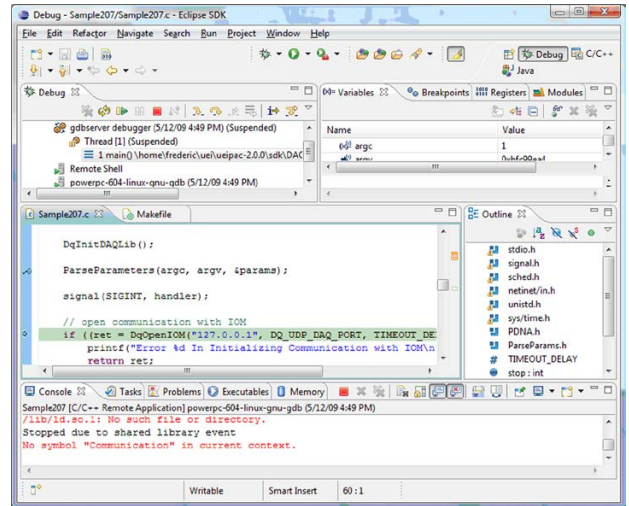 Debug - Sample207/Sample207.c - Eclipse SDK
File Edit Refactor Navigate Search Run Project Window Help
Debug C/C++
Java
Debug
gdbserver debugger (5/12/09 4:49 PM) (Suspended)
Thread [1] (Suspended)
1 main() \home\frederic\uei\ueipac-2.0.0\sdk\DAQ
Remote Shell
powerpc-604-linux-gnu-gdb (5/12/09 4:49 PM)
(x)= Variables Breakpoints Registers Modules
Name Value
argc 1
argv
Sample207.c Makefile
DqInitDAQLib();
ParseParameters(argc, argv, &params);
signal(SIGINT, handler);
// open communication with IOM
if ((ret = DqOpenIOM("127.0.0.1", DQ_UDP_DAQ_PORT, TIMEOUT_DE
printf("Error %d In Initializing Communication with IOM\n
return ret;
Outline
stdio.h
signal.h
sched.h
netinet/in.h
unistd.h
sys/time.h
PDNA.h
ParseParams.h
# TIMEOUT_DELAY
stop : int
Console Tasks Problems Executables Memory
Sample207 [C/C++ Remote Application] powerpc-604-linux-gnu-gdb (5/12/09 4:49 PM)
/lib/ld.so.1: No such file or directory.
Stopped due to shared library event
No symbol "Communication" in current context.
Writable Smart Insert 60 : 1